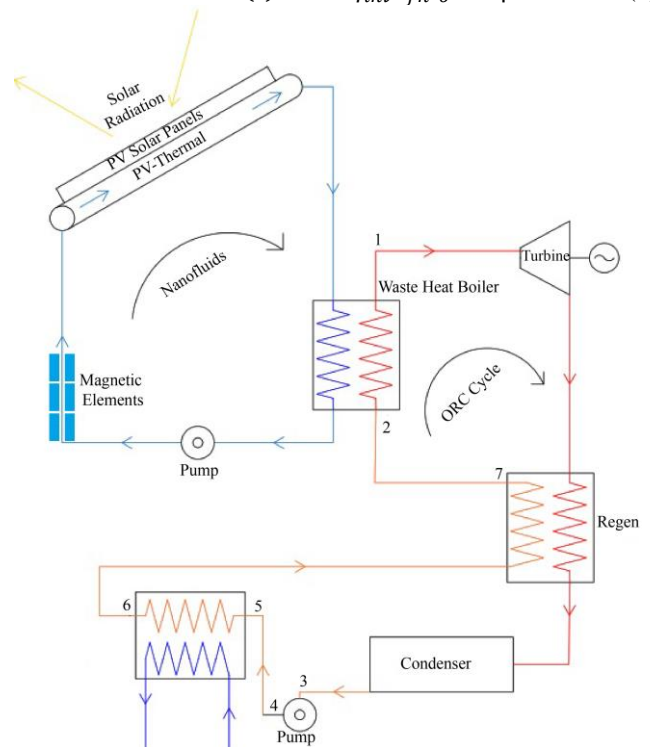 Solar
Radiation
PV Solar Panels
PV-Thermal
Nanofluids
1
Turbine
Waste Heat Boiler
Magnetic
Elements
ORC Cycle
2
Pump
7
Regen
6
5
Condenser
3
4
Pump